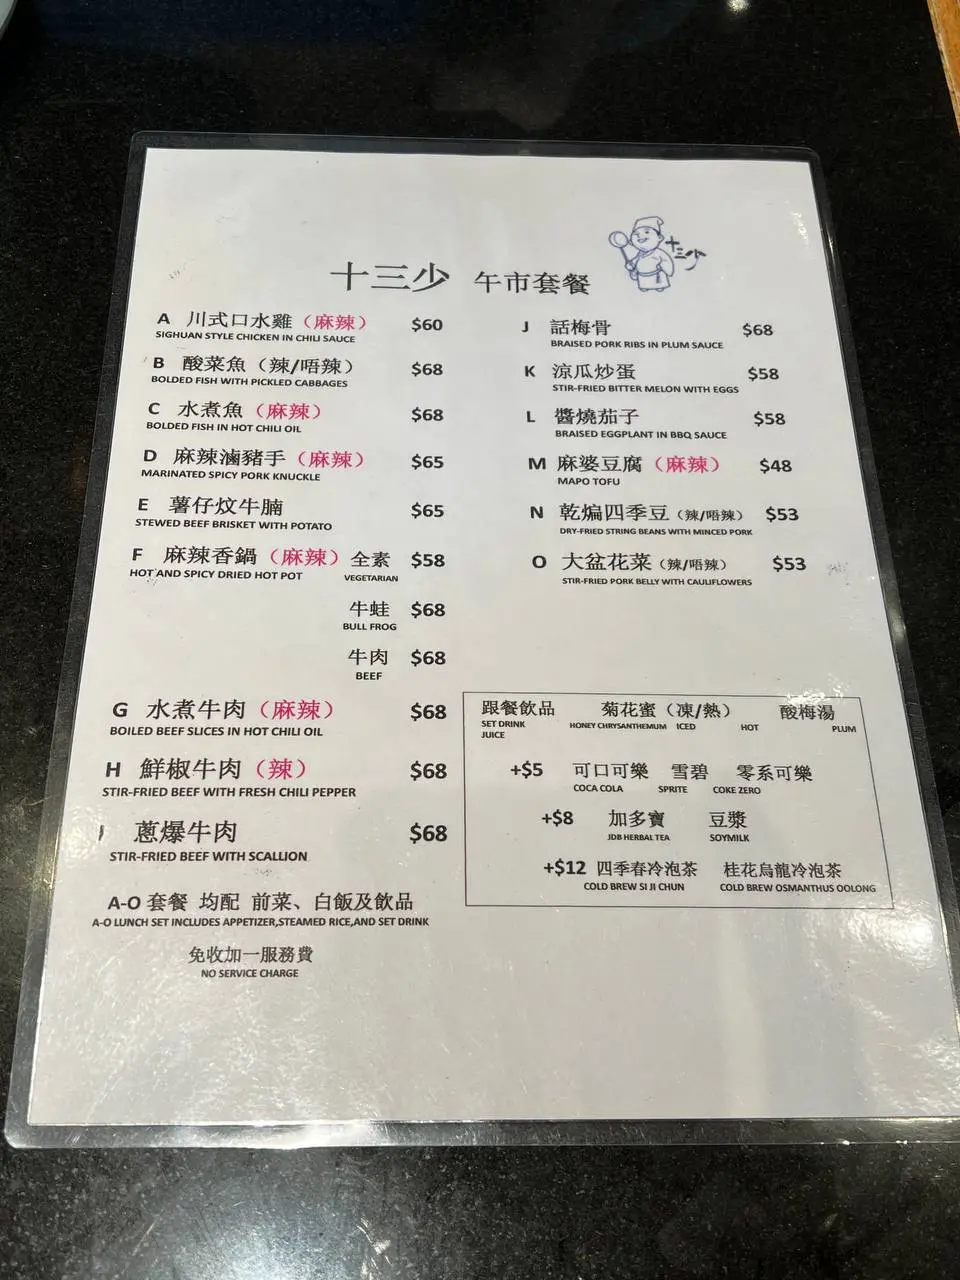 十三少
十三少 午市套餐
A 川式口水雞（麻辣） $60
SIGHUAN STYLE CHICKEN IN CHILI SAUCE
B 酸菜魚（辣/唔辣） $68
BOLDED FISH WITH PICKLED CABBAGES
C 水煮魚（麻辣） $68
BOLDED FISH IN HOT CHILI OIL
D 麻辣滷豬手（麻辣） $65
MARINATED SPICY PORK KNUCKLE
E 薯仔炆牛腩 $65
STEWED BEEF BRISKET WITH POTATO
F 麻辣香鍋（麻辣） 全素 $58
HOT AND SPICY DRIED HOT POT VEGETARIAN
牛蛙 $68
BULL FROG
牛肉 $68
BEEF
G 水煮牛肉（麻辣） $68
BOILED BEEF SLICES IN HOT CHILI OIL
H 鮮椒牛肉（辣） $68
STIR-FRIED BEEF WITH FRESH CHILI PEPPER
I 蔥爆牛肉 $68
STIR-FRIED BEEF WITH SCALLION
A-O 套餐 均配 前菜、白飯及飲品
A-O LUNCH SET INCLUDES APPETIZER,STEAMED RICE,AND SET DRINK
免收加一服務費
NO SERVICE CHARGE
J 話梅骨 $68
BRAISED PORK RIBS IN PLUM SAUCE
K 涼瓜炒蛋 $58
STIR-FRIED BITTER MELON WITH EGGS
L 醬燒茄子 $58
BRAISED EGGPLANT IN BBQ SAUCE
M 麻婆豆腐（麻辣） $48
MAPO TOFU
N 乾煸四季豆（辣/唔辣） $53
DRY-FRIED STRING BEANS WITH MINCED PORK
O 大盆花菜（辣/唔辣） $53
STIR-FRIED PORK BELLY WITH CAULIFLOWERS
跟餐飲品 菊花蜜（凍/熱） 酸梅湯
SET DRINK HONEY CHRYSANTHEMUM ICED HOT PLUM
JUICE
+$5 可口可樂 雪碧 零系可樂
COCA COLA SPRITE COKE ZERO
+$8 加多寶 豆漿
JDB HERBAL TEA SOYMILK
+$12 四季春冷泡茶 桂花烏龍冷泡茶
COLD BREW SI JI CHUN COLD BREW OSMANTHUS OOLONG